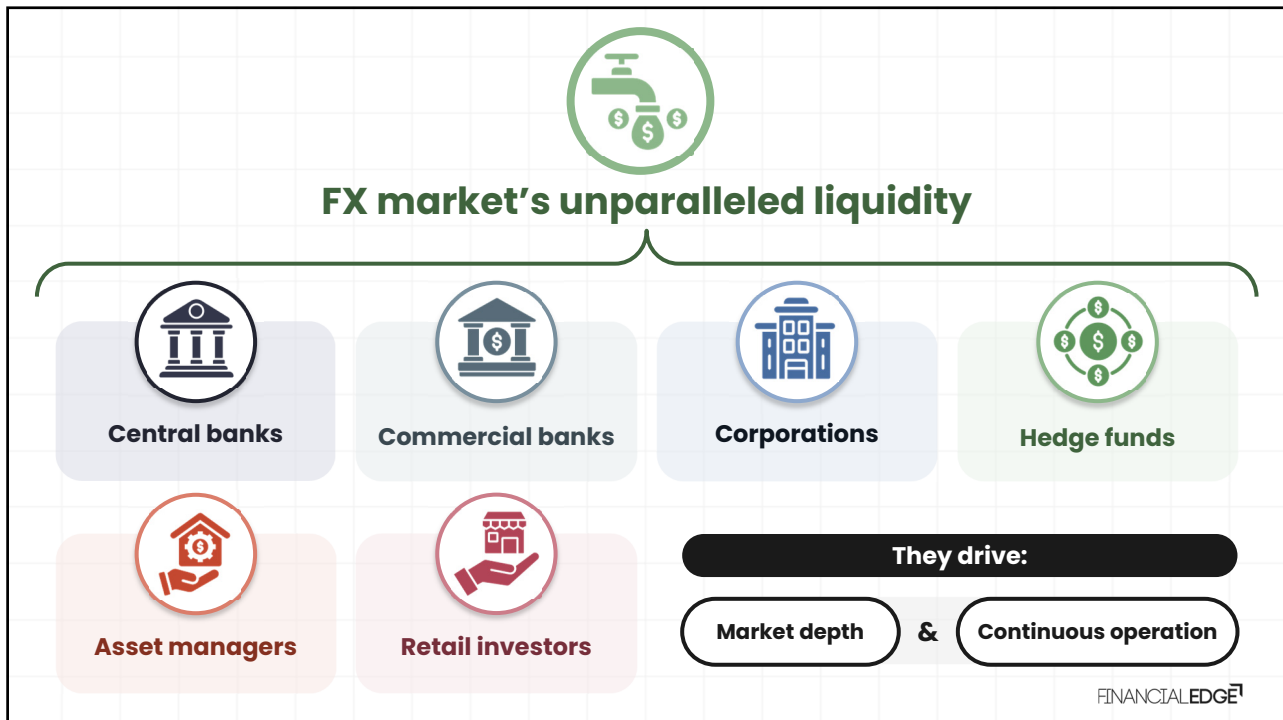 $ $ $
FX market’s unparalleled liquidity
$
$ $ $
$
$
Central banks
Commercial banks
Corporations
Hedge funds
$
Asset managers
Retail investors
They drive:
Market depth & Continuous operation
FINANCIALEDGE